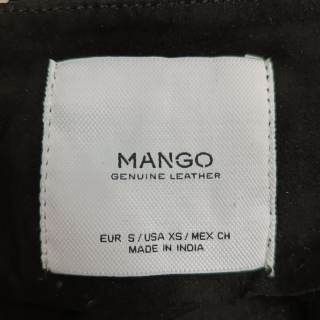 MANGO
GENUINE LEATHER
EUR S / USA XS / MEX CH
MADE IN INDIA